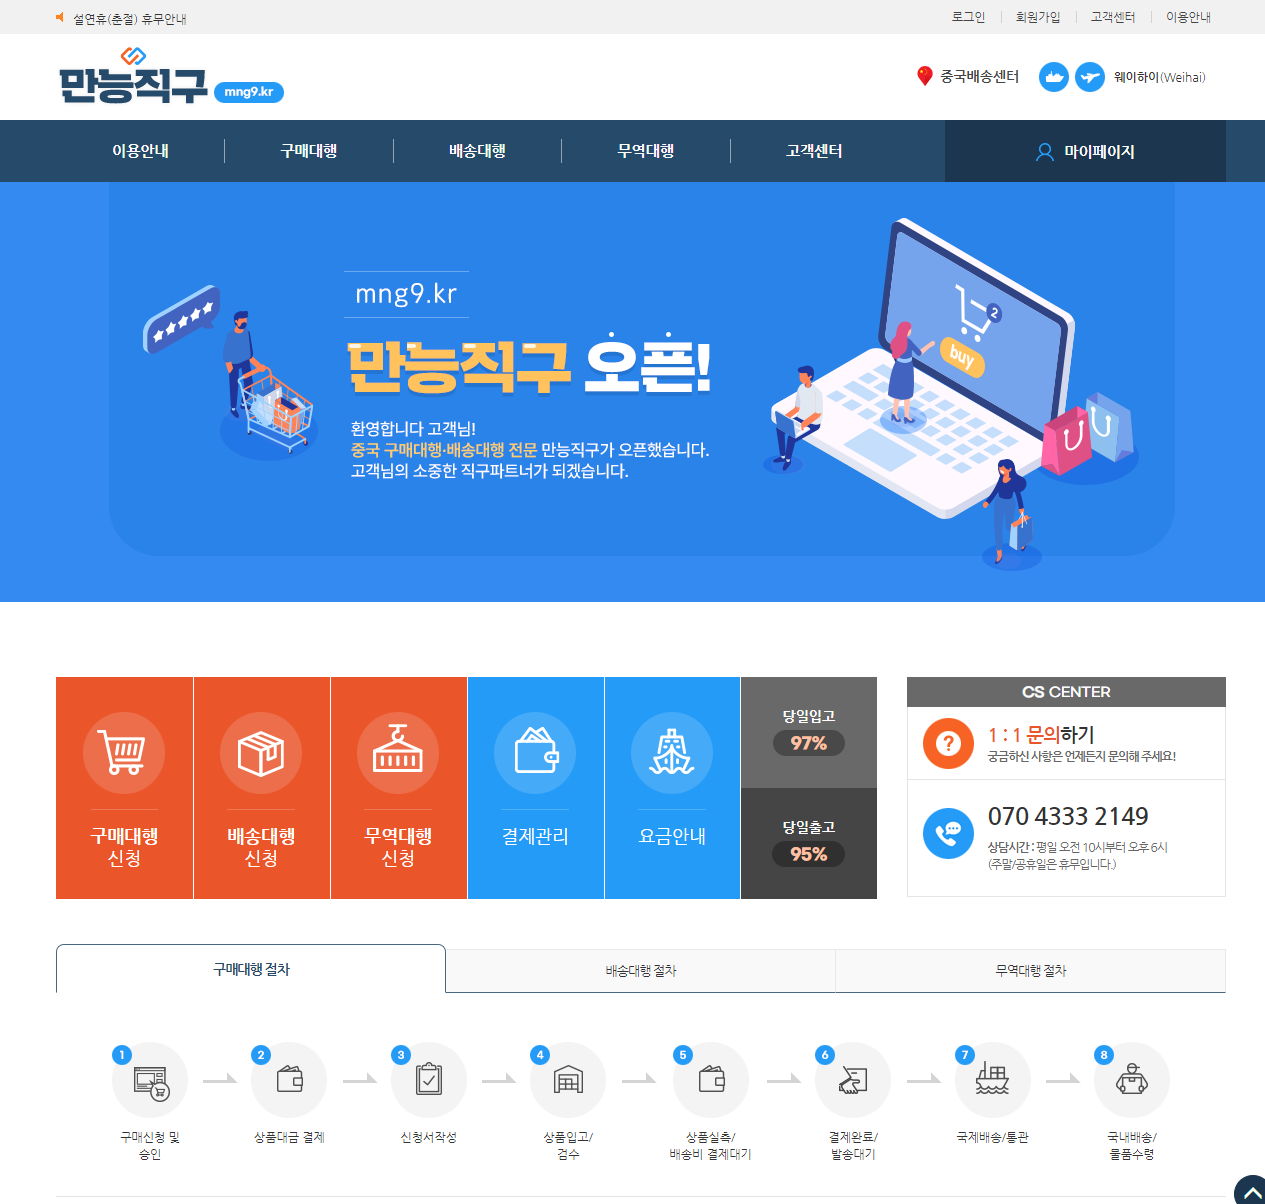 설연휴(춘절) 휴무안내
로그인
회원가입
고객센터
이용안내
만능직구
mng9.kr
중국배송센터
웨이하이(Weihai)
이용안내
구매대행
배송대행
무역대행
고객센터
마이페이지
mng9.kr
만능직구 오픈!
환영합니다 고객님!
중국 구매대행·배송대행 전문 만능직구가 오픈했습니다.
고객님의 소중한 직구파트너가 되겠습니다.
2
buy
구매대행
신청
배송대행
신청
무역대행
신청
결제관리
요금안내
당일입고
97%
당일출고
95%
CS CENTER
1 : 1 문의하기
궁금하신 사항은 언제든지 문의해 주세요!
070 4333 2149
상담시간 : 평일 오전 10시부터 오후 6시
(주말/공휴일은 휴무입니다.)
구매대행 절차
배송대행 절차
무역대행 절차
1
구매신청 및
승인
2
상품대금 결제
3
신청서작성
4
상품입고/
검수
5
상품실측/
배송비 결제대기
6
결제완료/
발송대기
7
국제배송/통관
8
국내배송/
물품수령